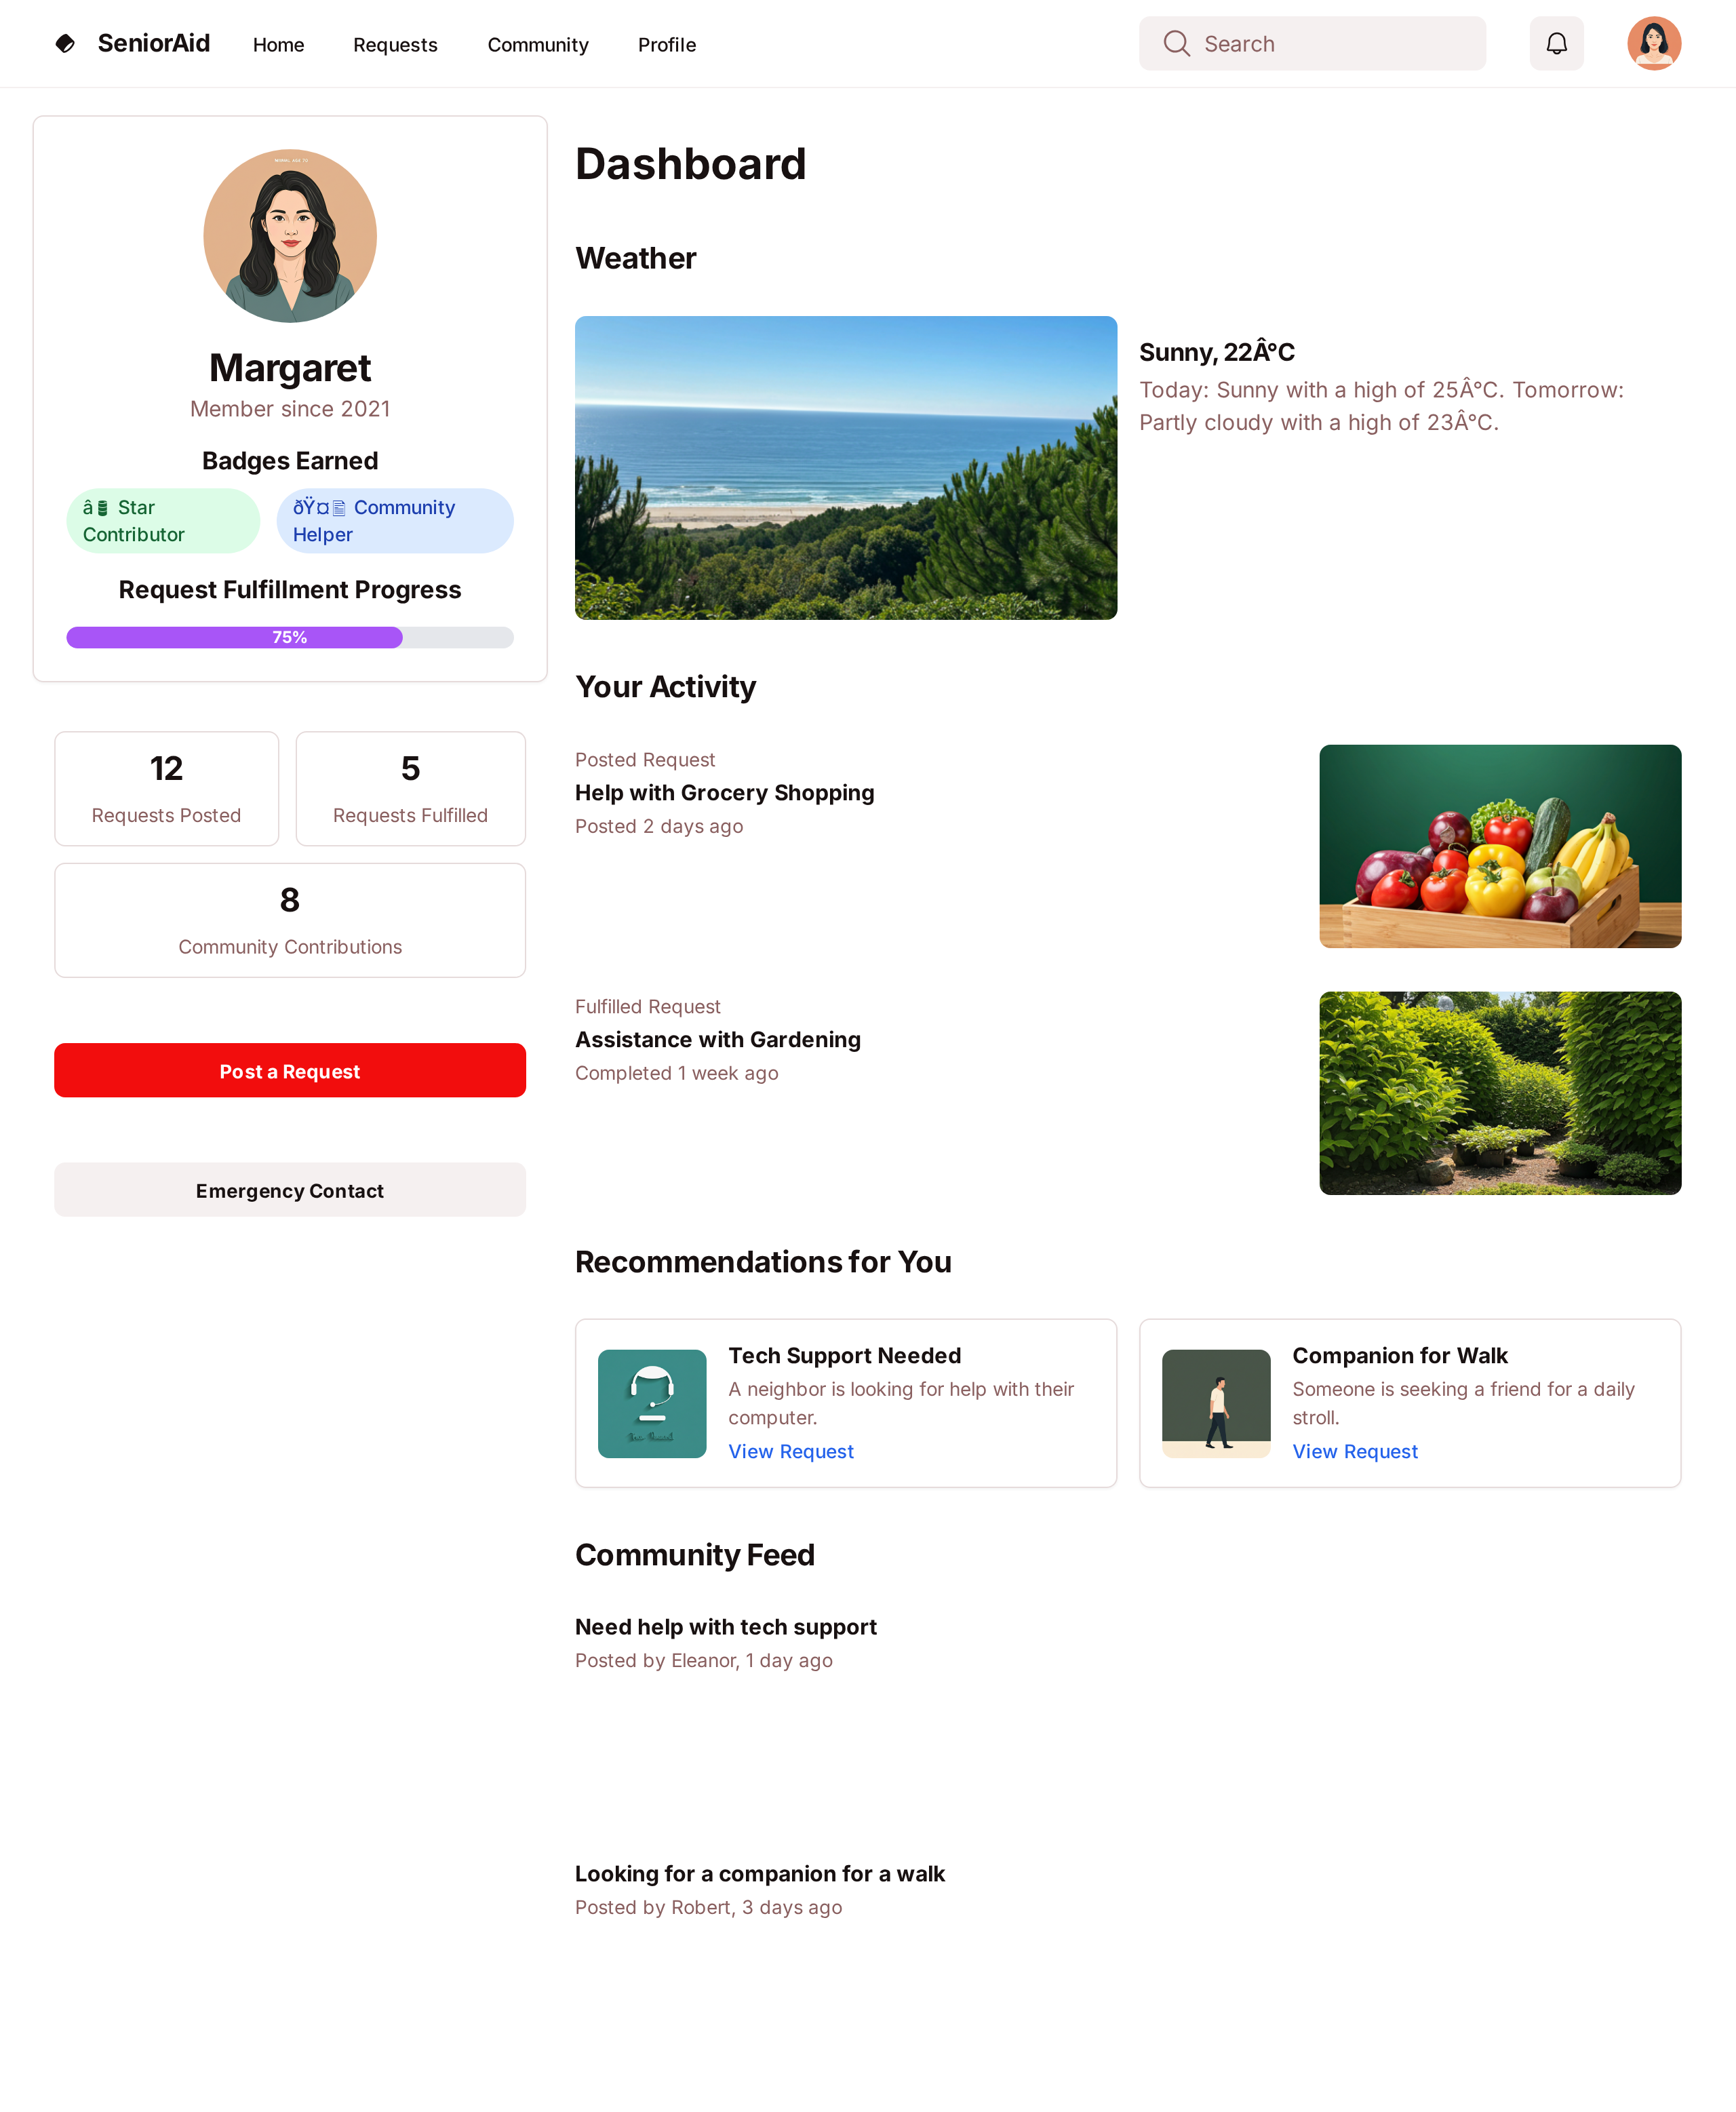 SeniorAid
Home
Requests
Community
Profile
Search
Margaret
Member since 2021
Badges Earned
â Star
Contributor
ðŸ¤ Community
Helper
Request Fulfillment Progress
75%
12
Requests Posted
5
Requests Fulfilled
8
Community Contributions
Post a Request
Emergency Contact
Dashboard
Weather
Sunny, 22Â°C
Today: Sunny with a high of 25Â°C. Tomorrow:
Partly cloudy with a high of 23Â°C.
Your Activity
Posted Request
Help with Grocery Shopping
Posted 2 days ago
Fulfilled Request
Assistance with Gardening
Completed 1 week ago
Recommendations for You
Tech Support Needed
A neighbor is looking for help with their
computer.
View Request
Companion for Walk
Someone is seeking a friend for a daily
stroll.
View Request
Community Feed
Need help with tech support
Posted by Eleanor, 1 day ago
Looking for a companion for a walk
Posted by Robert, 3 days ago